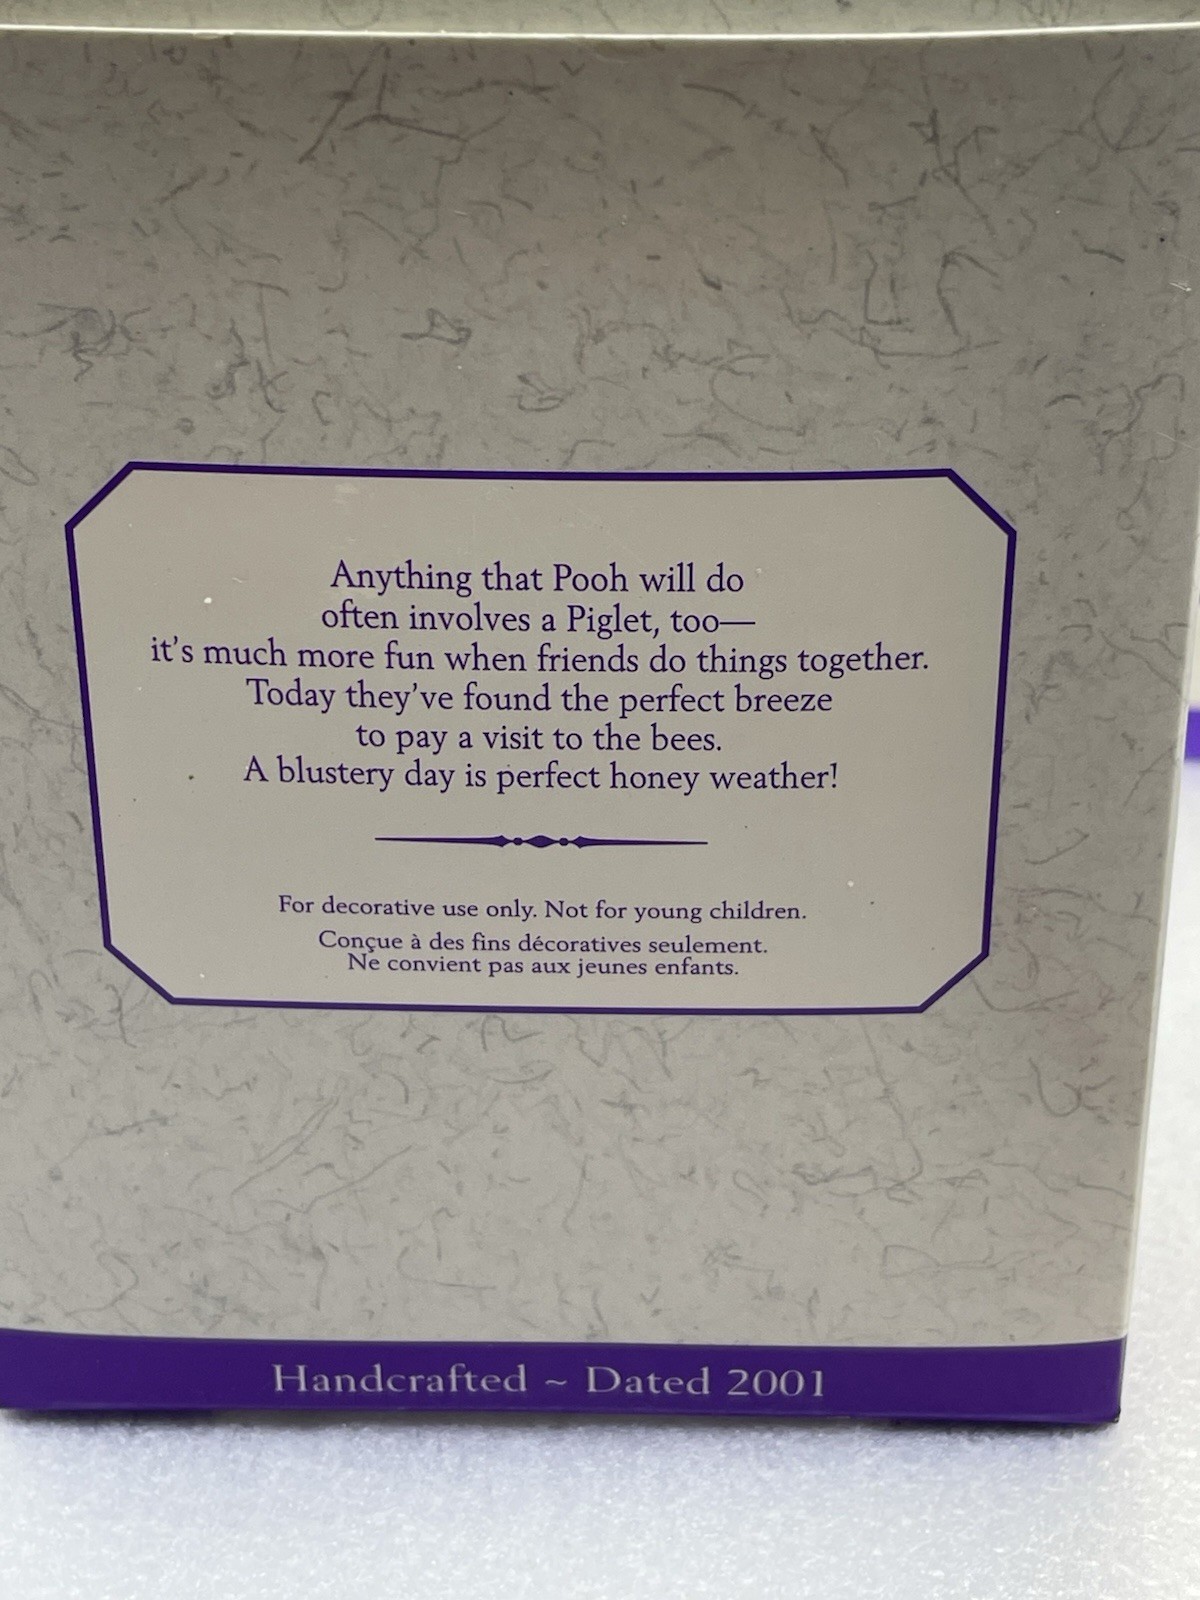 Anything that Pooh will do
often involves a Piglet, too—
it's much more fun when friends do things together.
Today they've found the perfect breeze
to pay a visit to the bees.
A blustery day is perfect honey weather!
For decorative use only. Not for young children.
Conçue à des fins décoratives seulement.
Ne convient pas aux jeunes enfants.
Handcrafted ~ Dated 2001